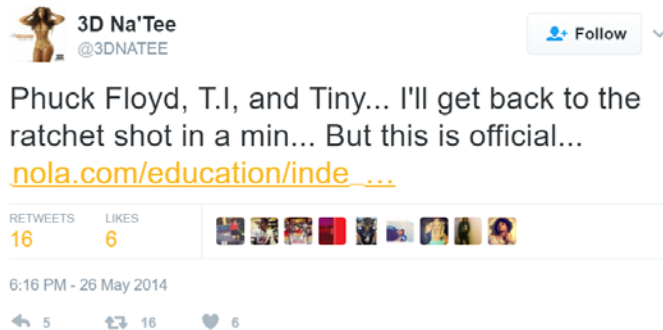 3D Na'Tee
@3DNATEE
Follow
Phuck Floyd, T.I, and Tiny... I'll get back to the
ratchet shot in a min... But this is official...
nola.com/education/inde ...
RETWEETS LIKES
16 6
6:16 PM - 26 May 2014
5 16 6